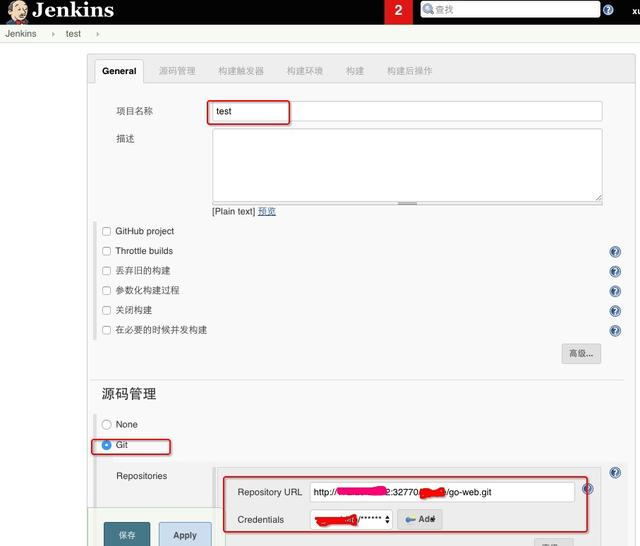 Jenkins
2
查找
Jenkins
test
General 源码管理 构建触发器 构建环境 构建 构建后操作
项目名称 test
描述
[Plain text] 预览
GitHub project
Throttle builds
丢弃旧的构建
参数化构建过程
关闭构建
在必要的时候并发构建
高级...
源码管理
None
Git
Repositories
Repository URL http:// 2:32770/ /go-web.git
Credentials /****** Add
保存 Apply